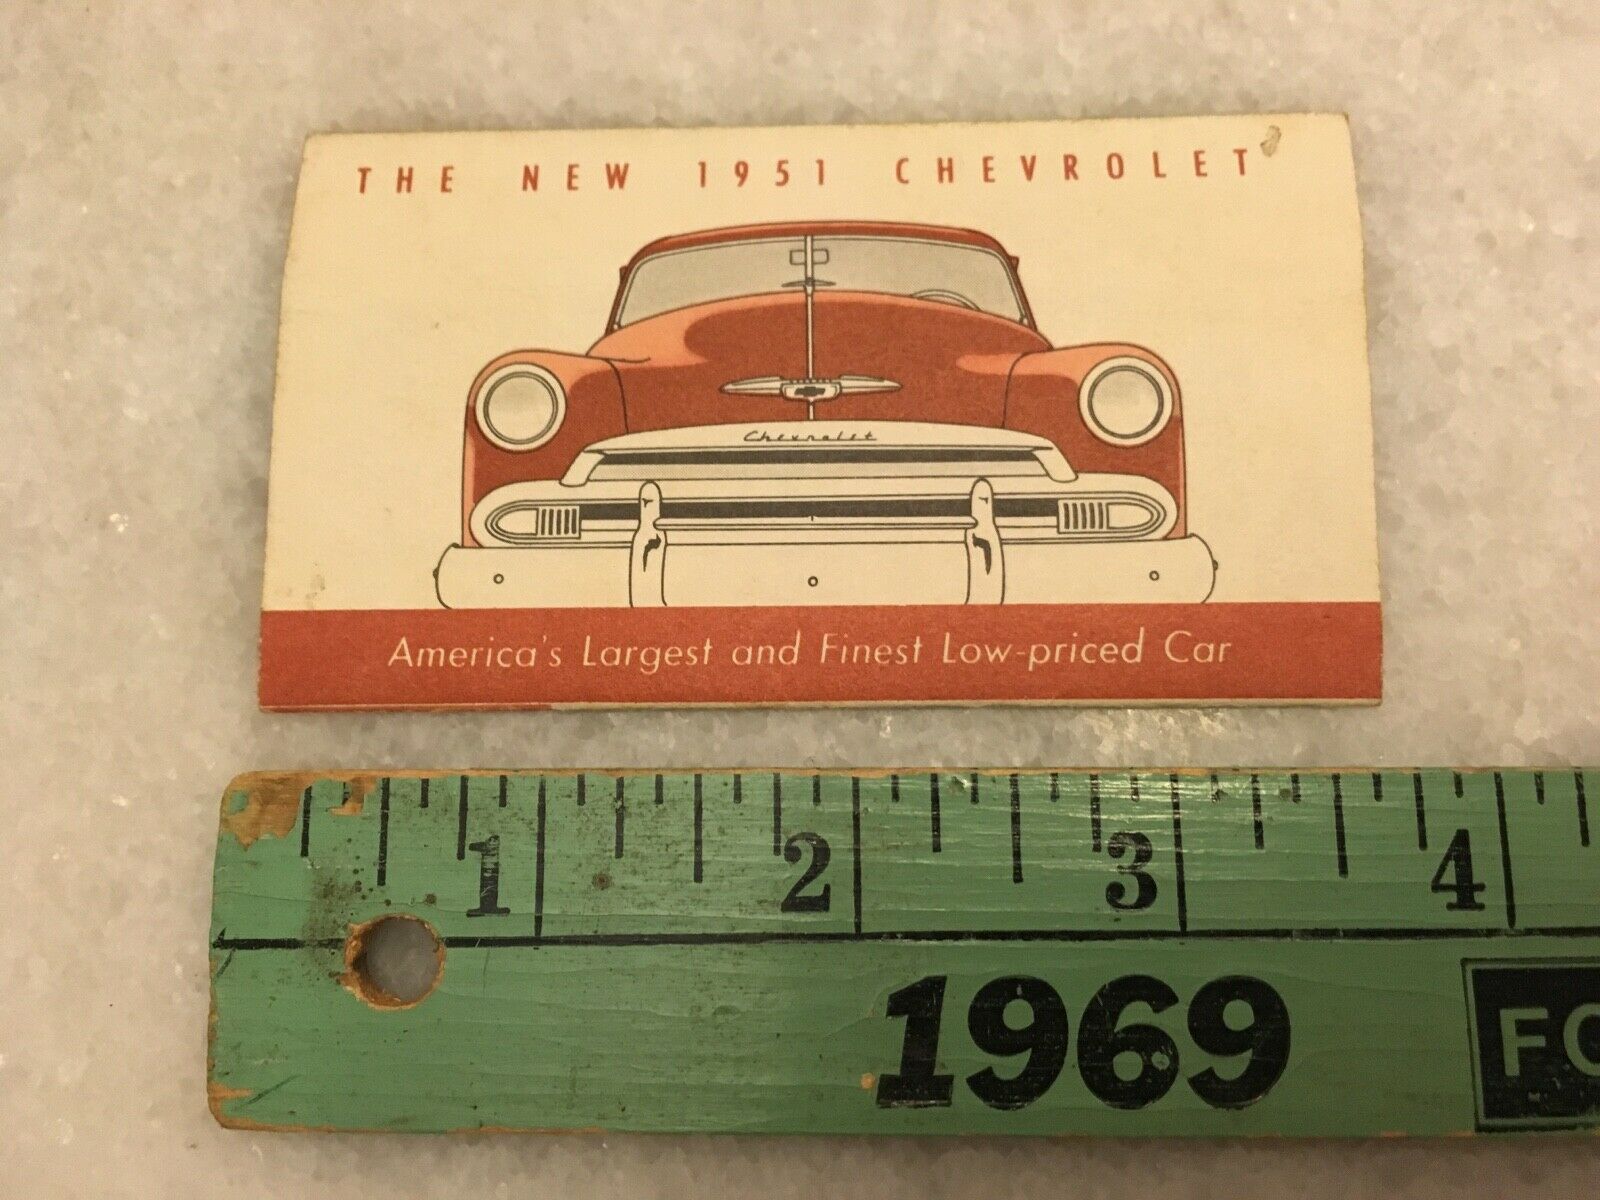 THE NEW 1951 CHEVROLET
Chevrolet
America's Largest and Finest Low-priced Car
1 2 3 4
1969